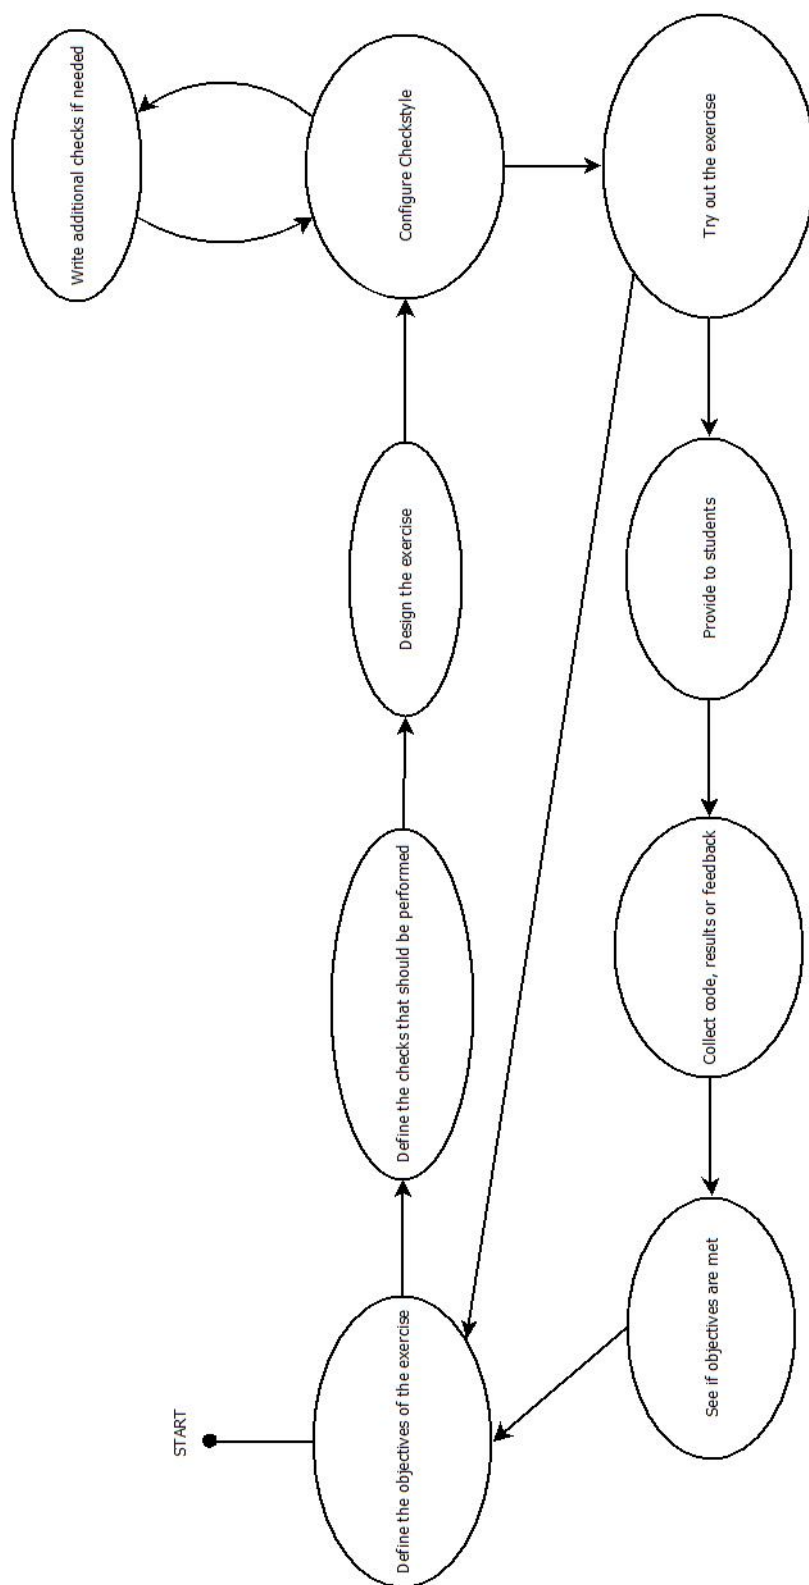 START
Define the objectives of the exercise
Define the checks that should be performed
Design the exercise
Configure Checkstyle
Write additional checks if needed
Try out the exercise
Provide to students
Collect code, results or feedback
See if objectives are met